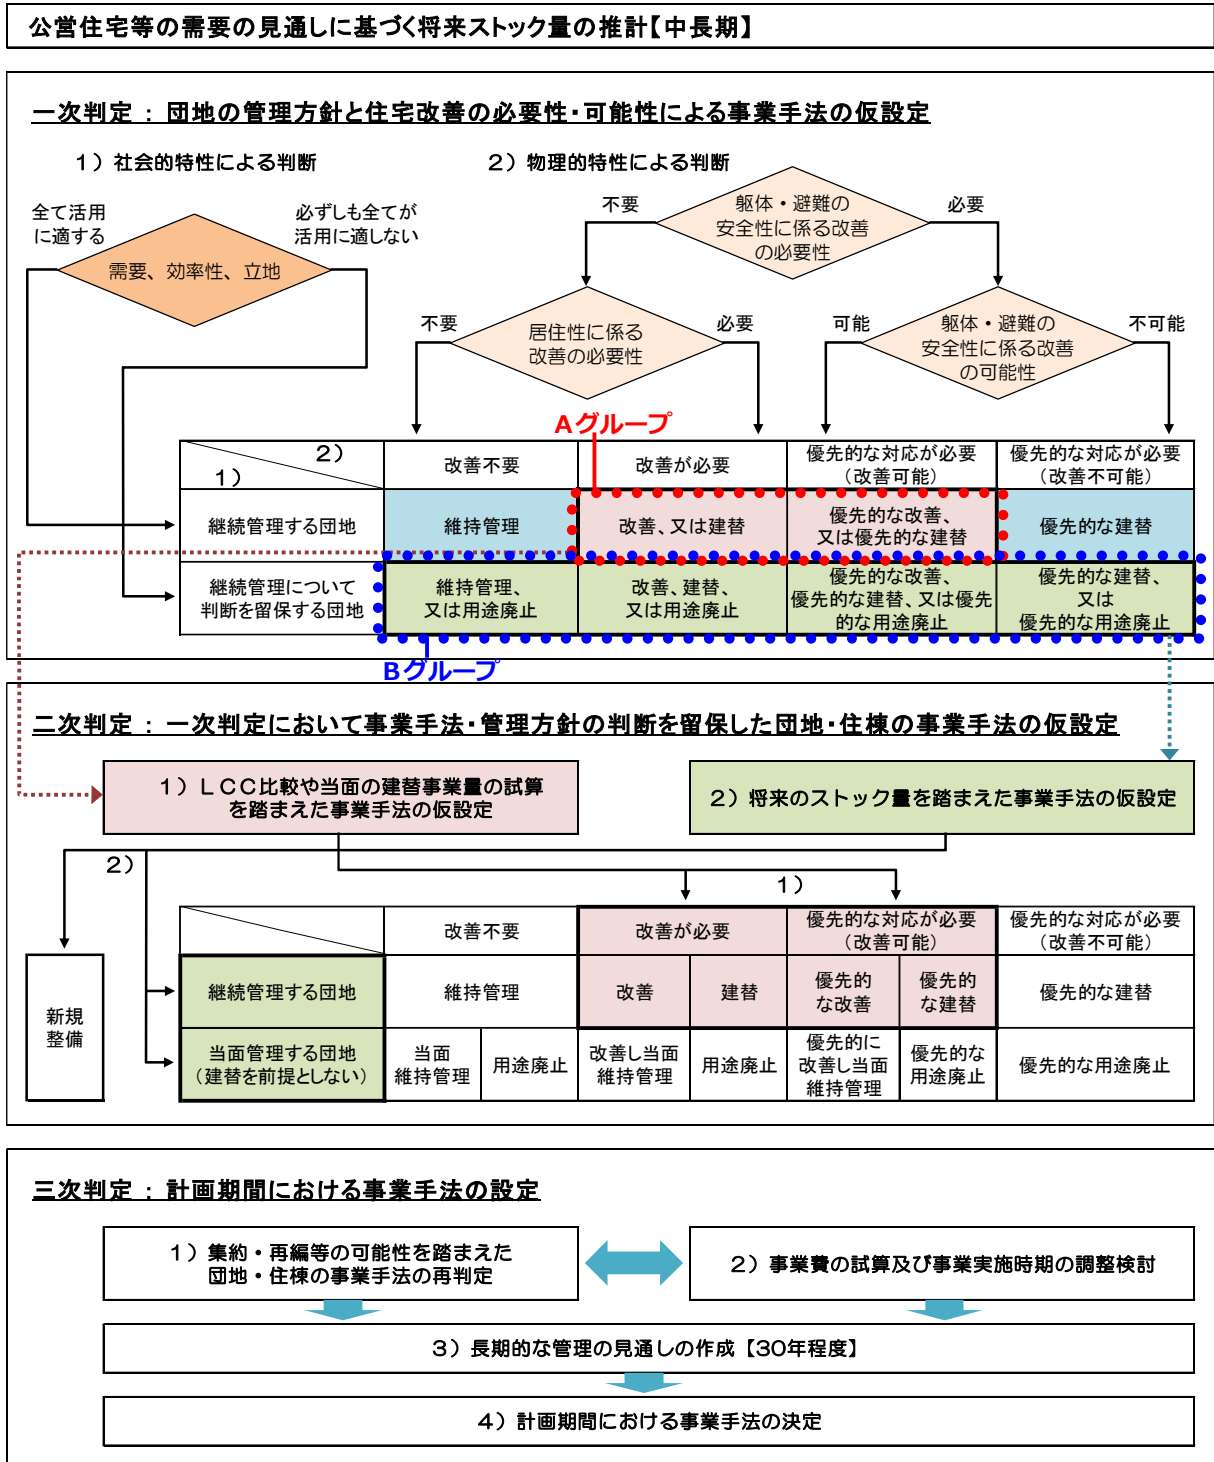 公営住宅等の需要の見通しに基づく将来ストック量の推計【中長期】
一次判定 ： 団地の管理方針と住宅改善の必要性・可能性による事業手法の仮設定
１）社会的特性による判断
２）物理的特性による判断
全て活用
に適する
必ずしも全てが
活用に適しない
需要、効率性、立地
不要
躯体・避難の
安全性に係る改善
の必要性
必要
不要
居住性に係る
改善の必要性
必要
可能
躯体・避難の
安全性に係る改善
の可能性
不可能
Aグループ
２）
１）
改善不要
改善が必要
優先的な対応が必要
（改善可能）
優先的な対応が必要
（改善不可能）
継続管理する団地
維持管理
改善、又は建替
優先的な改善、
又は優先的な建替
優先的な建替
継続管理について
判断を留保する団地
維持管理、
又は用途廃止
改善、建替、
又は用途廃止
優先的な改善、
優先的な建替、又は優先
的な用途廃止
優先的な建替、
又は
優先的な用途廃止
Bグループ
二次判定 ： 一次判定において事業手法・管理方針の判断を留保した団地・住棟の事業手法の仮設定
１）ＬＣＣ比較や当面の建替事業量の試算
を踏まえた事業手法の仮設定
２）将来のストック量を踏まえた事業手法の仮設定
２）
１）
改善不要
改善が必要
優先的な対応が必要
（改善可能）
優先的な対応が必要
（改善不可能）
新規
整備
継続管理する団地
維持管理
改善
建替
優先的
な改善
優先的
な建替
優先的な建替
当面管理する団地
（建替を前提としない）
当面
維持管理
用途廃止
改善し当面
維持管理
用途廃止
優先的に
改善し当面
維持管理
優先的な
用途廃止
優先的な用途廃止
三次判定 ： 計画期間における事業手法の設定
１）集約・再編等の可能性を踏まえた
団地・住棟の事業手法の再判定
２）事業費の試算及び事業実施時期の調整検討
３）長期的な管理の見通しの作成【30年程度】
４）計画期間における事業手法の決定